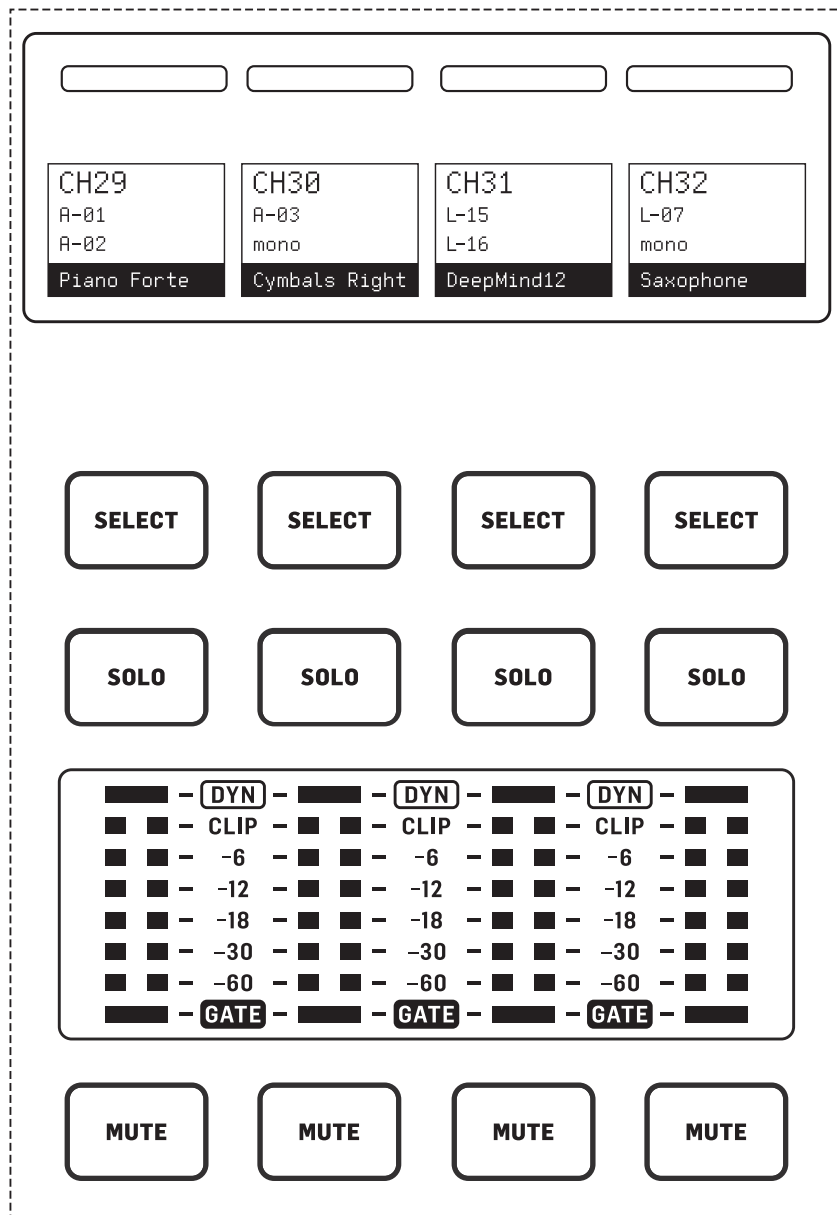 CH29 CH30 CH31 CH32
A-01 A-03 L-15 L-07
A-02 mono L-16 mono
Piano Forte Cymbals Right DeepMind12 Saxophone
SELECT SELECT SELECT SELECT
SOLO SOLO SOLO SOLO
DYN DYN DYN
CLIP CLIP CLIP
-6 -6 -6
-12 -12 -12
-18 -18 -18
-30 -30 -30
-60 -60 -60
GATE GATE GATE
MUTE MUTE MUTE MUTE